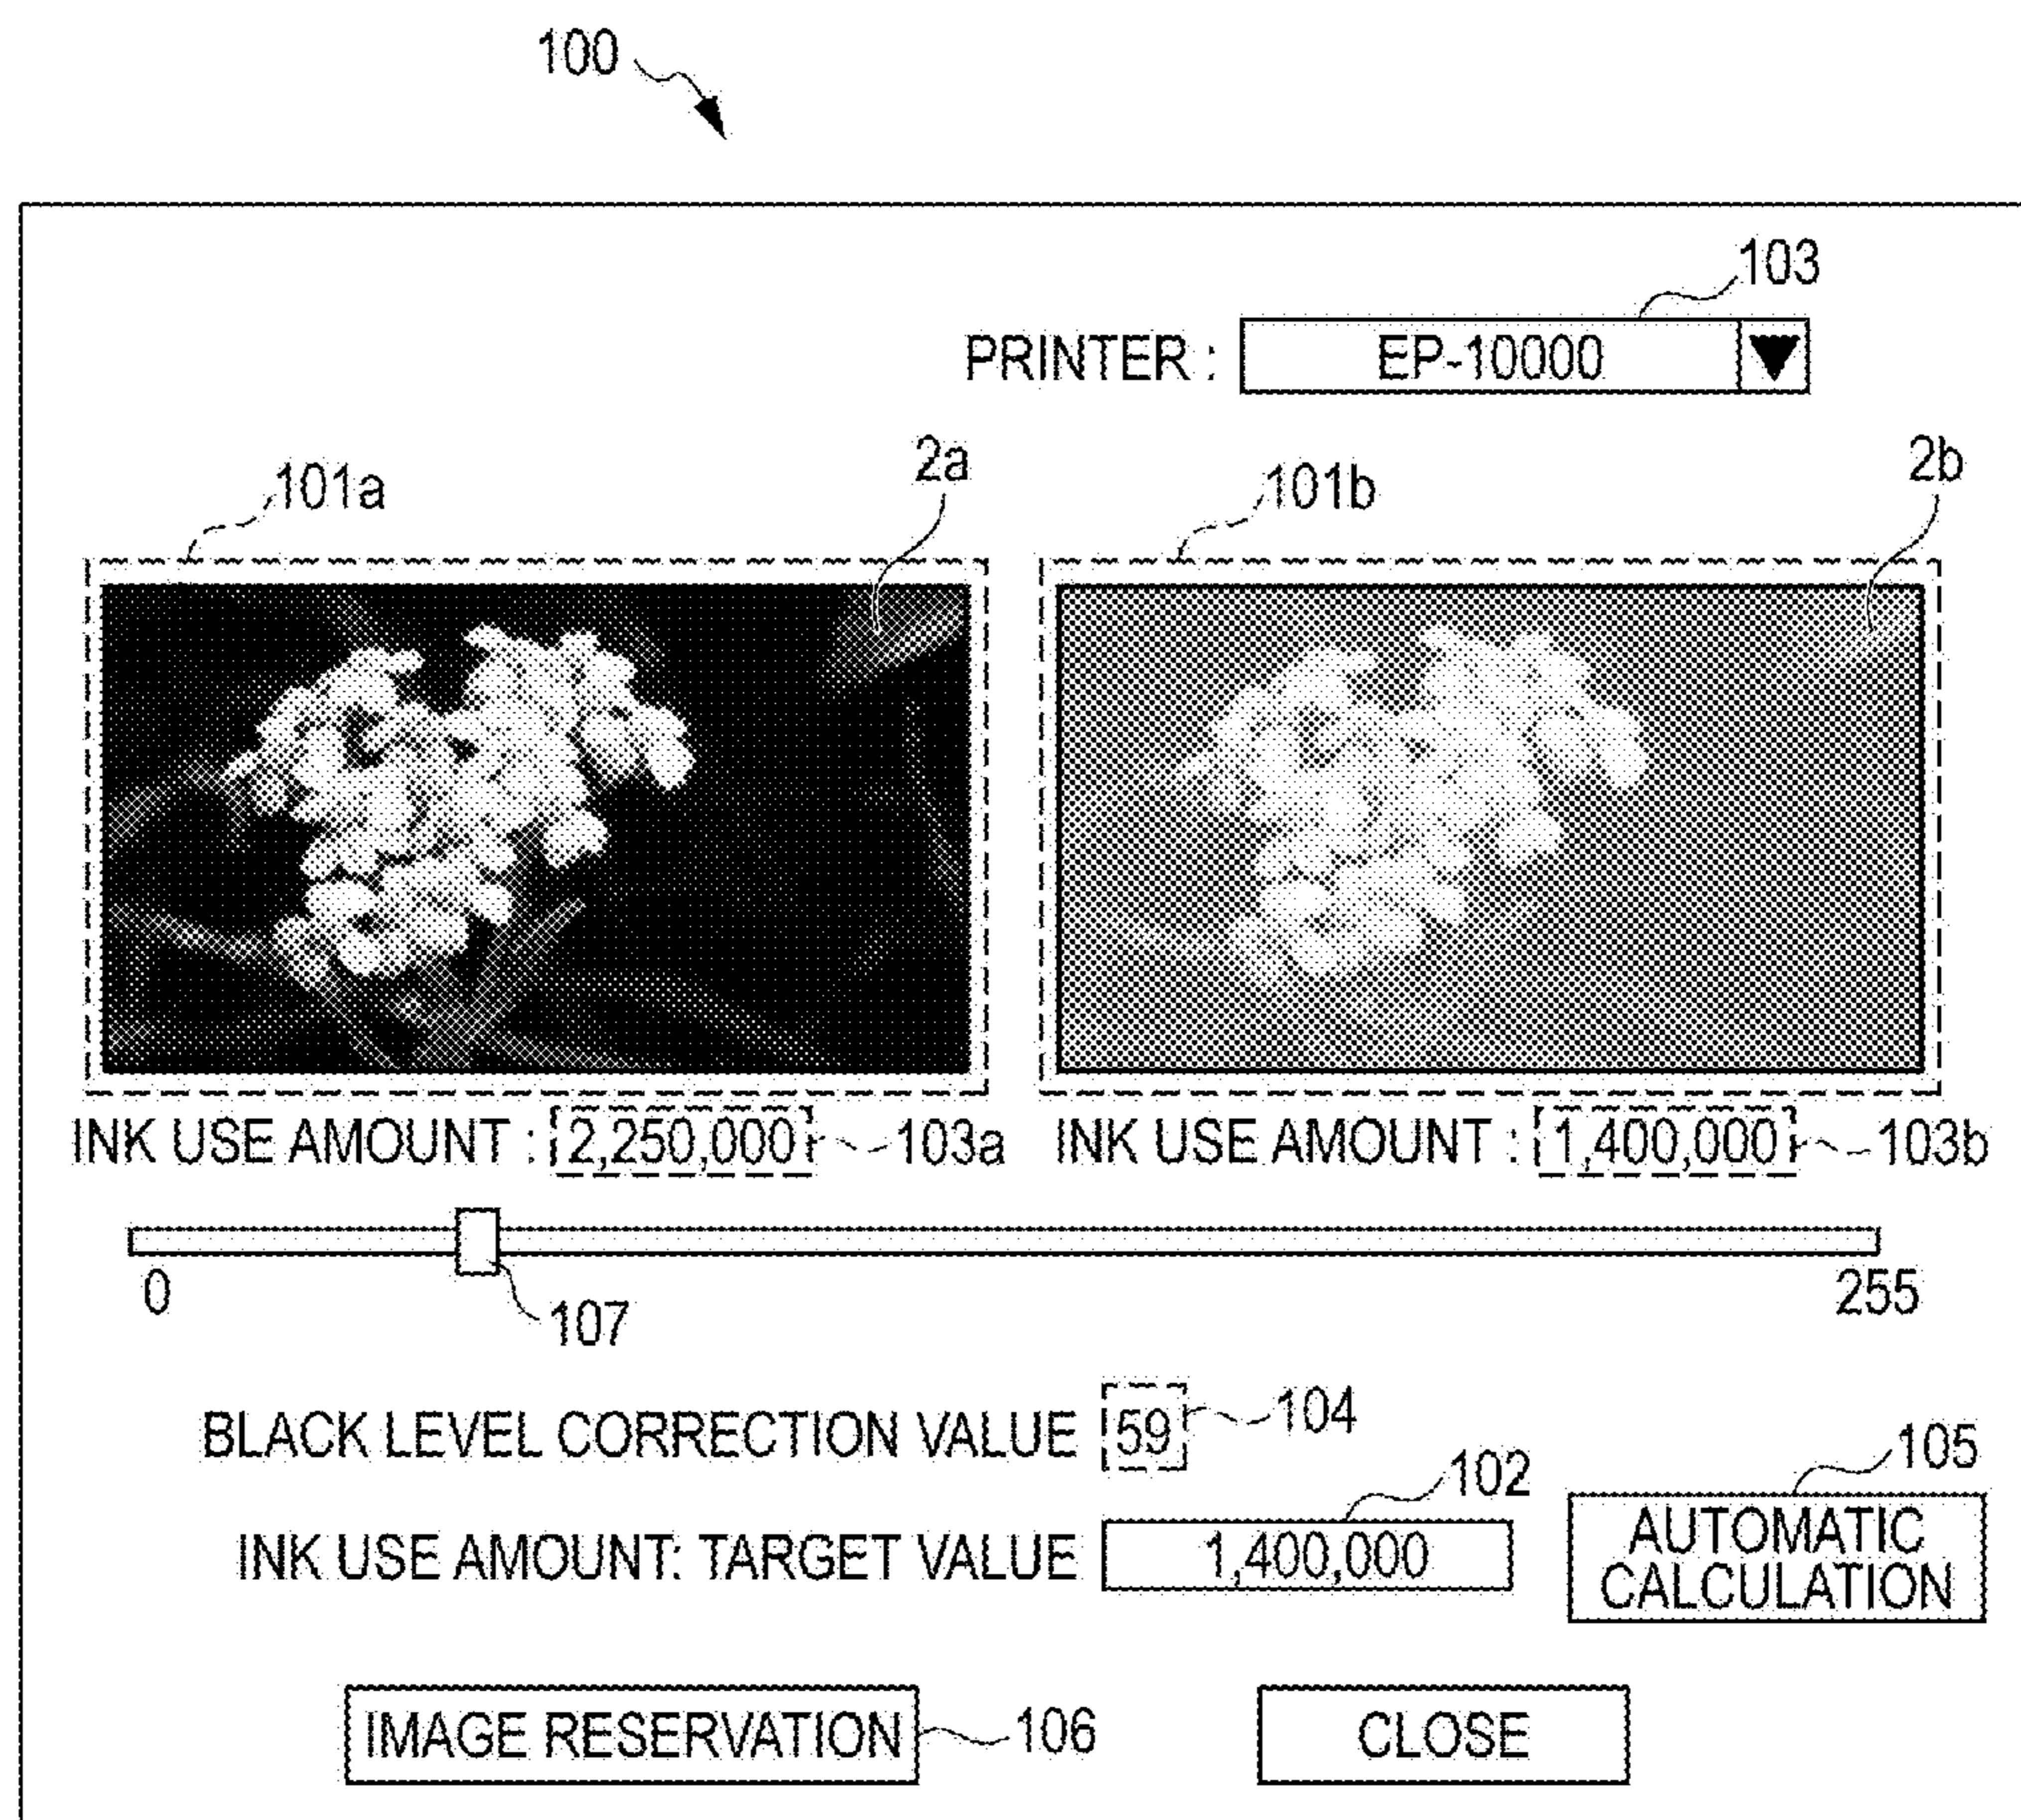 100
103
PRINTER : EP-10000
101a 2a 101b 2b
INK USE AMOUNT : 2,250,000 103a INK USE AMOUNT : 1,400,000 103b
0 107 255
BLACK LEVEL CORRECTION VALUE 59 104
102 105
INK USE AMOUNT: TARGET VALUE 1,400,000
AUTOMATIC
CALCULATION
IMAGE RESERVATION 106 CLOSE